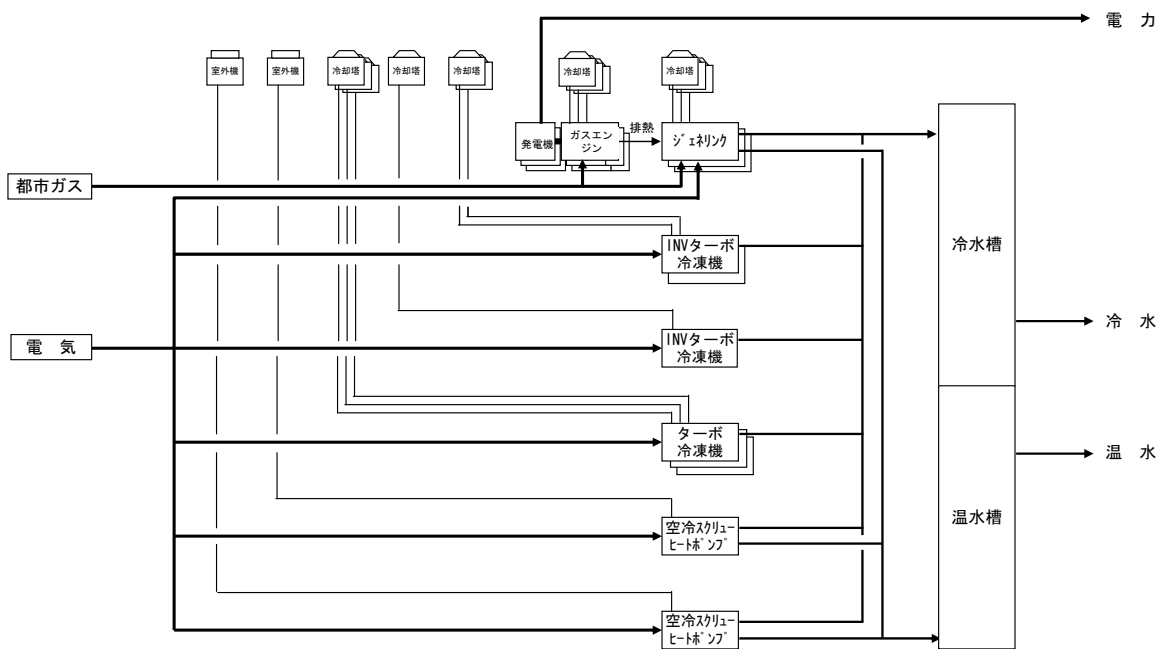 電　力
室外機
室外機
冷却塔
冷却塔
冷却塔
冷却塔
冷却塔
発電機
ガスエン
ジン
排熱
ｼﾞｪﾈﾘﾝｸ
都市ガス
INVターボ
冷凍機
冷水槽
冷　水
電　気
INVターボ
冷凍機
ターボ
冷凍機
温　水
温水槽
空冷ｽｸﾘｭｰ
ﾋｰﾄﾎﾟﾝﾌﾟ
空冷ｽｸﾘｭｰ
ﾋｰﾄﾎﾟﾝﾌﾟ